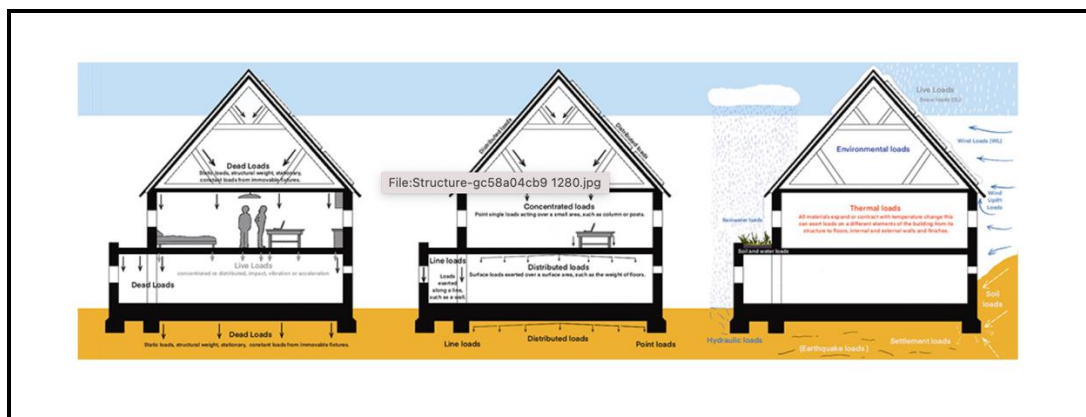 Dead Loads
Static loads, structural weight, stationary,
constant loads from immovable fixtures.
Live Loads
concentrated or distributed, impact, vibration or acceleration
Dead Loads
Dead Loads
Static loads, structural weight, stationary, constant loads from immovable fixtures.
Distributed loads
Distributed loads
File:Structure-gc58a04cb9 1280.jpg
Concentrated loads
Point single loads acting over a small area, such as column or posts.
Line loads
Loads
exerted
along a line,
such as a wall.
Distributed loads
Surface loads exerted over a surface area, such as the weight of floors.
Line loads
Distributed loads
Point loads
Live Loads
Snow loads (SL)
Wind Loads (WL)
Environmental loads
Wind
Uplift
Loads
Thermal loads
All materials expand or contract with temperature change this
can exert loads on a different elements of the building from its
structure to floors, internal and external walls and finishes.
Rainwater loads
Soil and water loads
Soil
loads
Hydraulic loads
(Earthquake loads )
Settlement loads